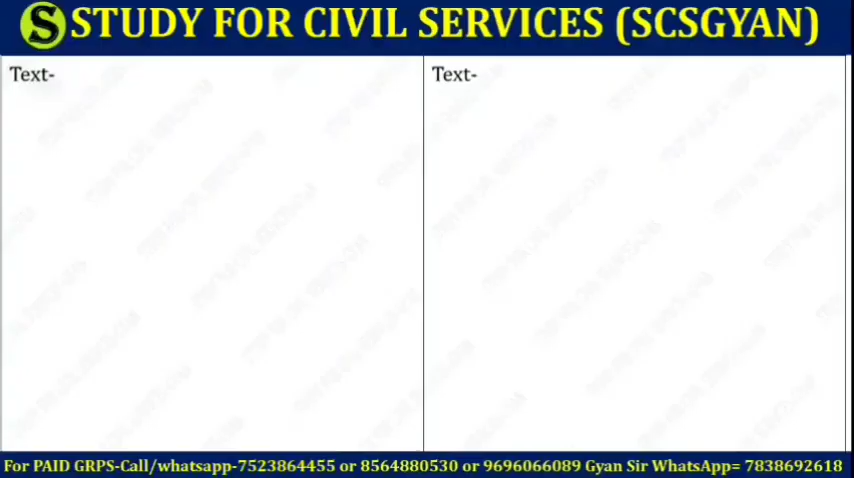 S STUDY FOR CIVIL SERVICES (SCSGYAN)
Text-
Text-
For PAID GRPS-Call/whatsapp-7523864455 or 8564880530 or 9696066089 Gyan Sir WhatsApp= 7838692618